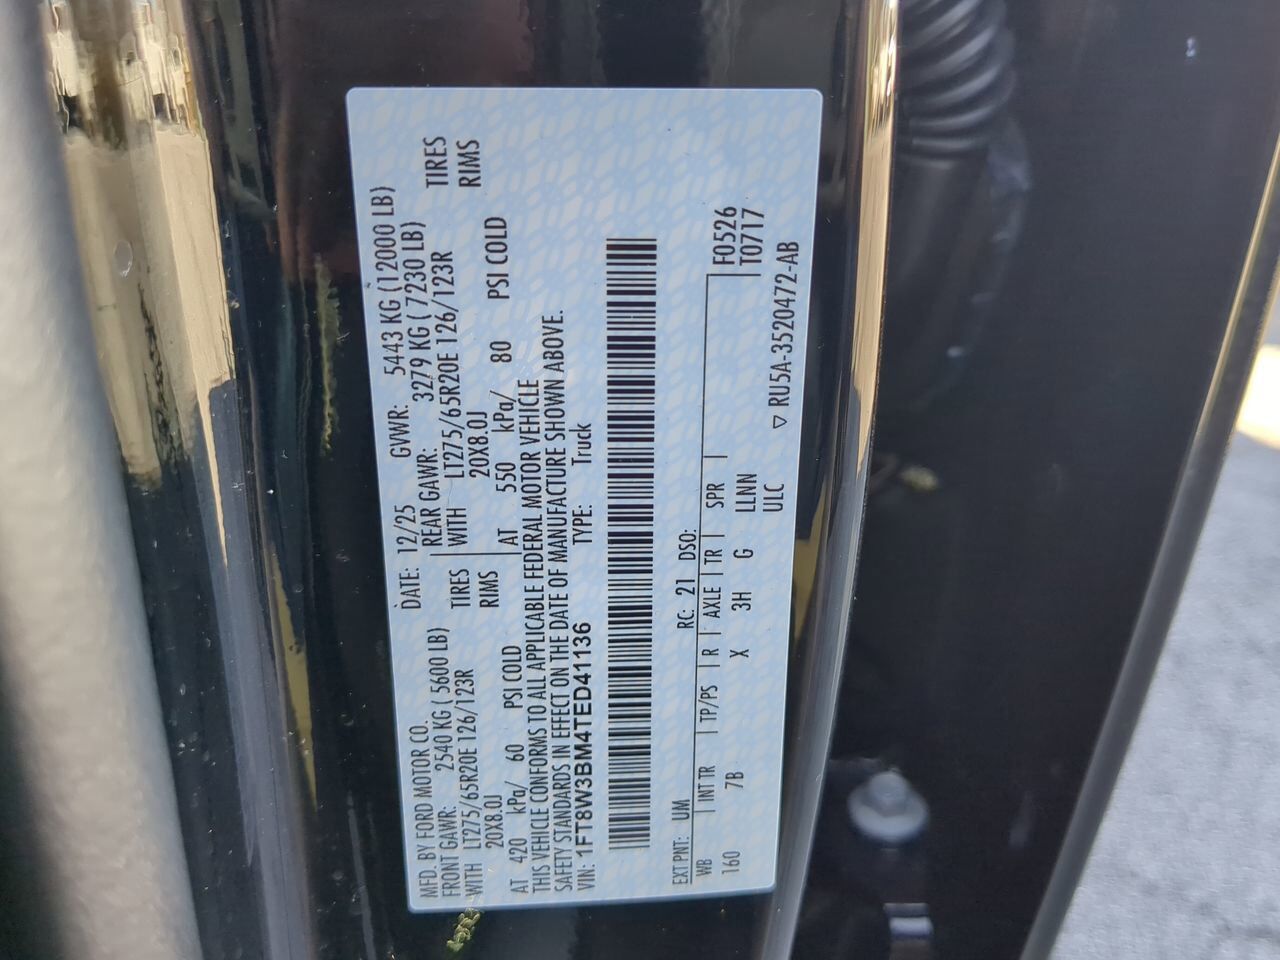 MFD. BY FORD MOTOR CO. DATE: 12/25 GVWR: 5443 KG (12000 LB)
FRONT GAWR: 2540 KG ( 5600 LB) REAR GAWR: 3279 KG ( 7230 LB)
WITH LT275/65R20E 126/123R TIRES WITH LT275/65R20E 126/123R TIRES
20X8.0J RIMS 20X8.0J RIMS
AT 420 kPa/ 60 PSI COLD AT 550 kPa/ 80 PSI COLD
THIS VEHICLE CONFORMS TO ALL APPLICABLE FEDERAL MOTOR VEHICLE
SAFETY STANDARDS IN EFFECT ON THE DATE OF MANUFACTURE SHOWN ABOVE.
VIN: 1FT8W3BM4TED41136 TYPE: Truck
EXT PNT: UM RC: 21 DSO:
WB INT TR TP/PS R AXLE TR SPR F0526
160 7B X 3H G LLNN T0717
ULC ▽ RU5A-3520472-AB